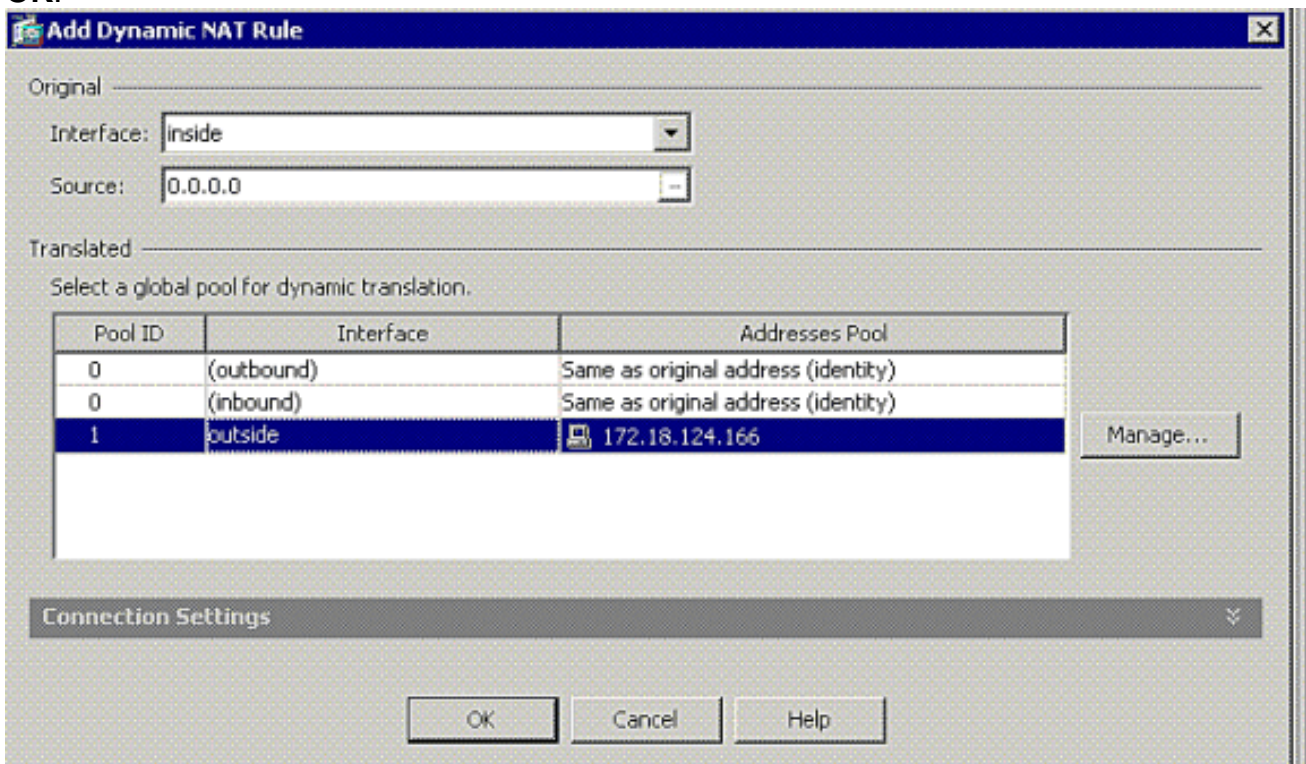 OK.
Add Dynamic NAT Rule
Original
Interface: inside
Source: 0.0.0.0
Translated
Select a global pool for dynamic translation.
Pool ID Interface Addresses Pool
0 (outbound) Same as original address (identity)
0 (inbound) Same as original address (identity)
1 outside 172.18.124.166
Manage...
Connection Settings
OK Cancel Help